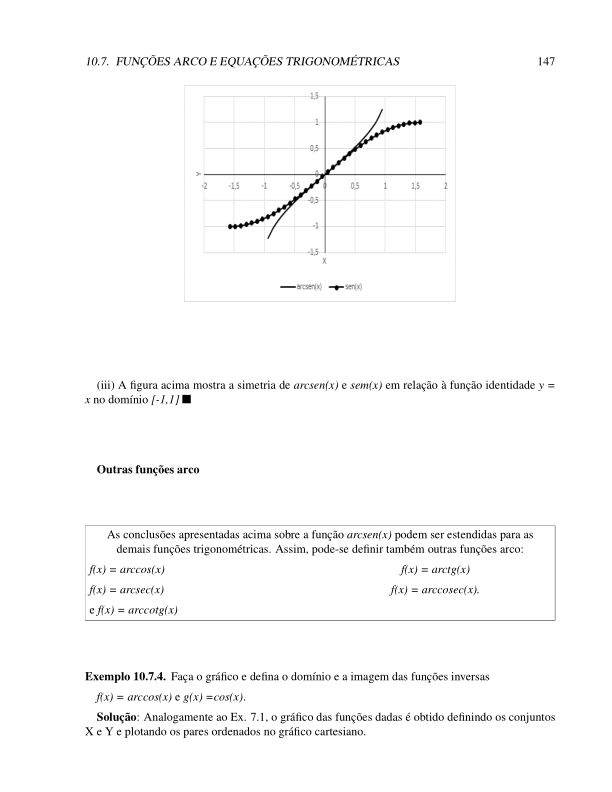 10.7. FUNÇÕES ARCO E EQUAÇÕES TRIGONOMÉTRICAS 147
1,5
1
0,5
0
-2 -1,5 -1 -0,5 0 0,5 1 1,5 2
-0,5
-1
-1,5
Y
X
arcsen(x) sen(x)
(iii) A figura acima mostra a simetria de arcsen(x) e sem(x) em relação à função identidade y =
x no domínio [-1,1] ■
Outras funções arco
As conclusões apresentadas acima sobre a função arcsen(x) podem ser estendidas para as
demais funções trigonométricas. Assim, pode-se definir também outras funções arco:
f(x) = arccos(x) f(x) = arctg(x)
f(x) = arcsec(x) f(x) = arccosec(x).
e f(x) = arccotg(x)
Exemplo 10.7.4. Faça o gráfico e defina o domínio e a imagem das funções inversas
f(x) = arccos(x) e g(x) =cos(x).
Solução: Analogamente ao Ex. 7.1, o gráfico das funções dadas é obtido definindo os conjuntos
X e Y e plotando os pares ordenados no gráfico cartesiano.